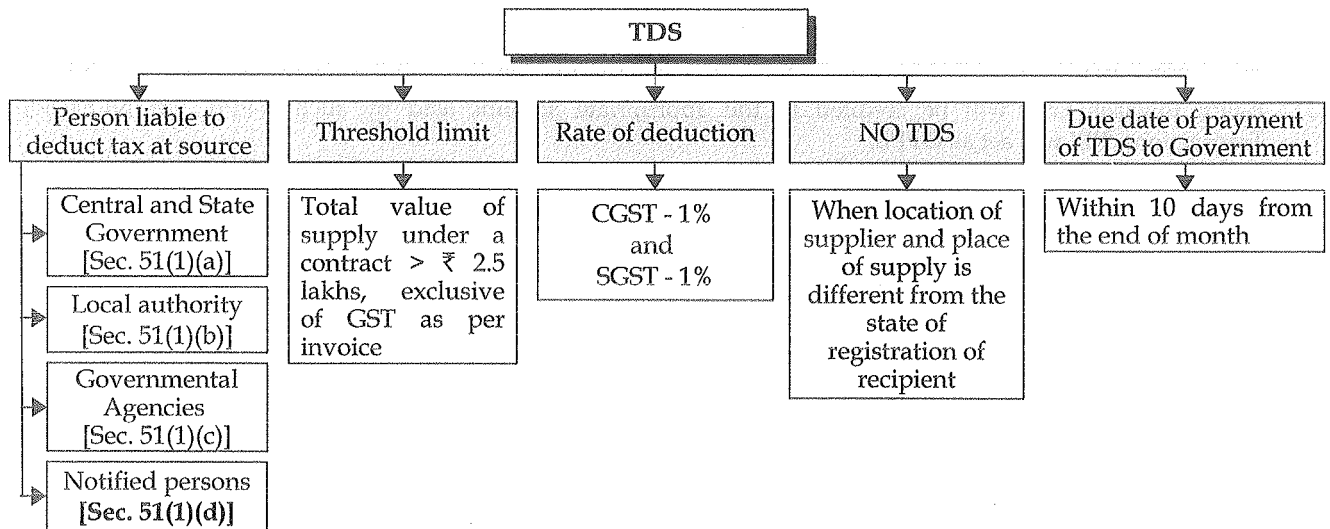 TDS
Person liable to
deduct tax at source
Central and State
Government
[Sec. 51(1)(a)]
Local authority
[Sec. 51(1)(b)]
Governmental
Agencies
[Sec. 51(1)(c)]
Notified persons
[Sec. 51(1)(d)]
Threshold limit
Total value of
supply under a
contract > ₹ 2.5
lakhs, exclusive
of GST as per
invoice
Rate of deduction
CGST - 1%
and
SGST - 1%
NO TDS
When location of
supplier and place
of supply is
different from the
state of
registration of
recipient
Due date of payment
of TDS to Government
Within 10 days from
the end of month